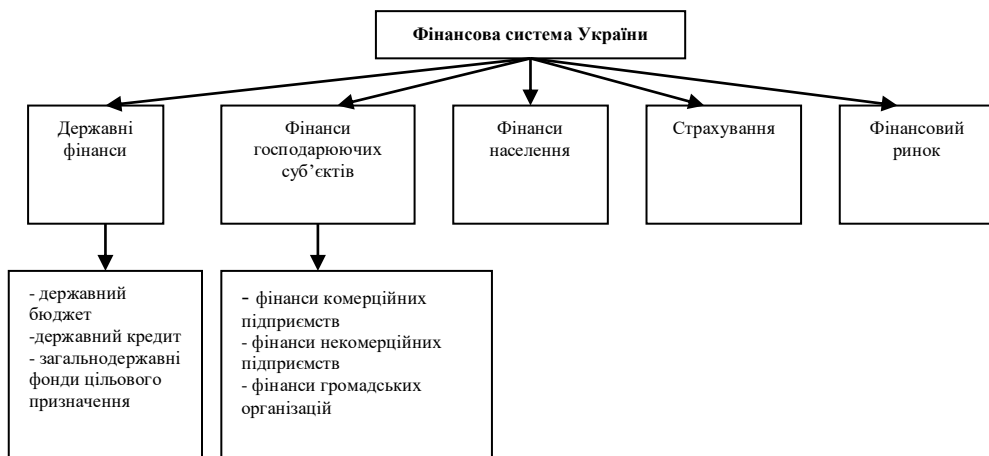 Фінансова система України
Державні
фінанси
Фінанси
господарюючих
суб’єктів
Фінанси
населення
Страхування
Фінансовий
ринок
- державний
бюджет
-державний кредит
- загальнодержавні
фонди цільового
призначення
- фінанси комерційних
підприємств
- фінанси некомерційних
підприємств
- фінанси громадських
організацій